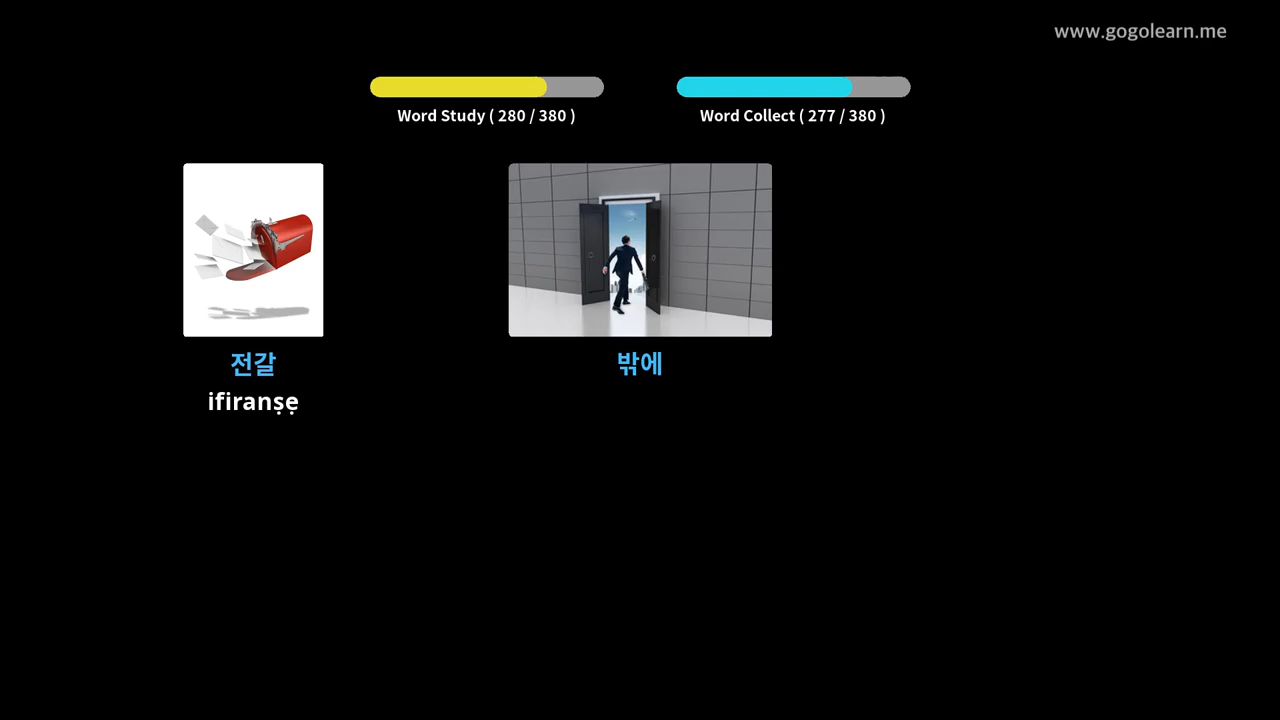 www.gogolearn.me
Word Study ( 280 / 380 )
Word Collect ( 277 / 380 )
전갈
밖에
ifiranṣẹ